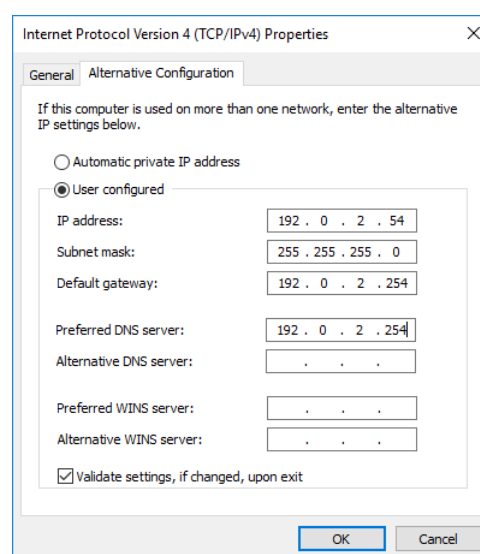 Internet Protocol Version 4 (TCP/IPv4) Properties
General
Alternative Configuration
If this computer is used on more than one network, enter the alternative
IP settings below.
Automatic private IP address
User configured
IP address: 192 . 0 . 2 . 54
Subnet mask: 255 . 255 . 255 . 0
Default gateway: 192 . 0 . 2 . 254
Preferred DNS server: 192 . 0 . 2 . 254
Alternative DNS server: . . .
Preferred WINS server: . . .
Alternative WINS server: . . .
Validate settings, if changed, upon exit
OK
Cancel